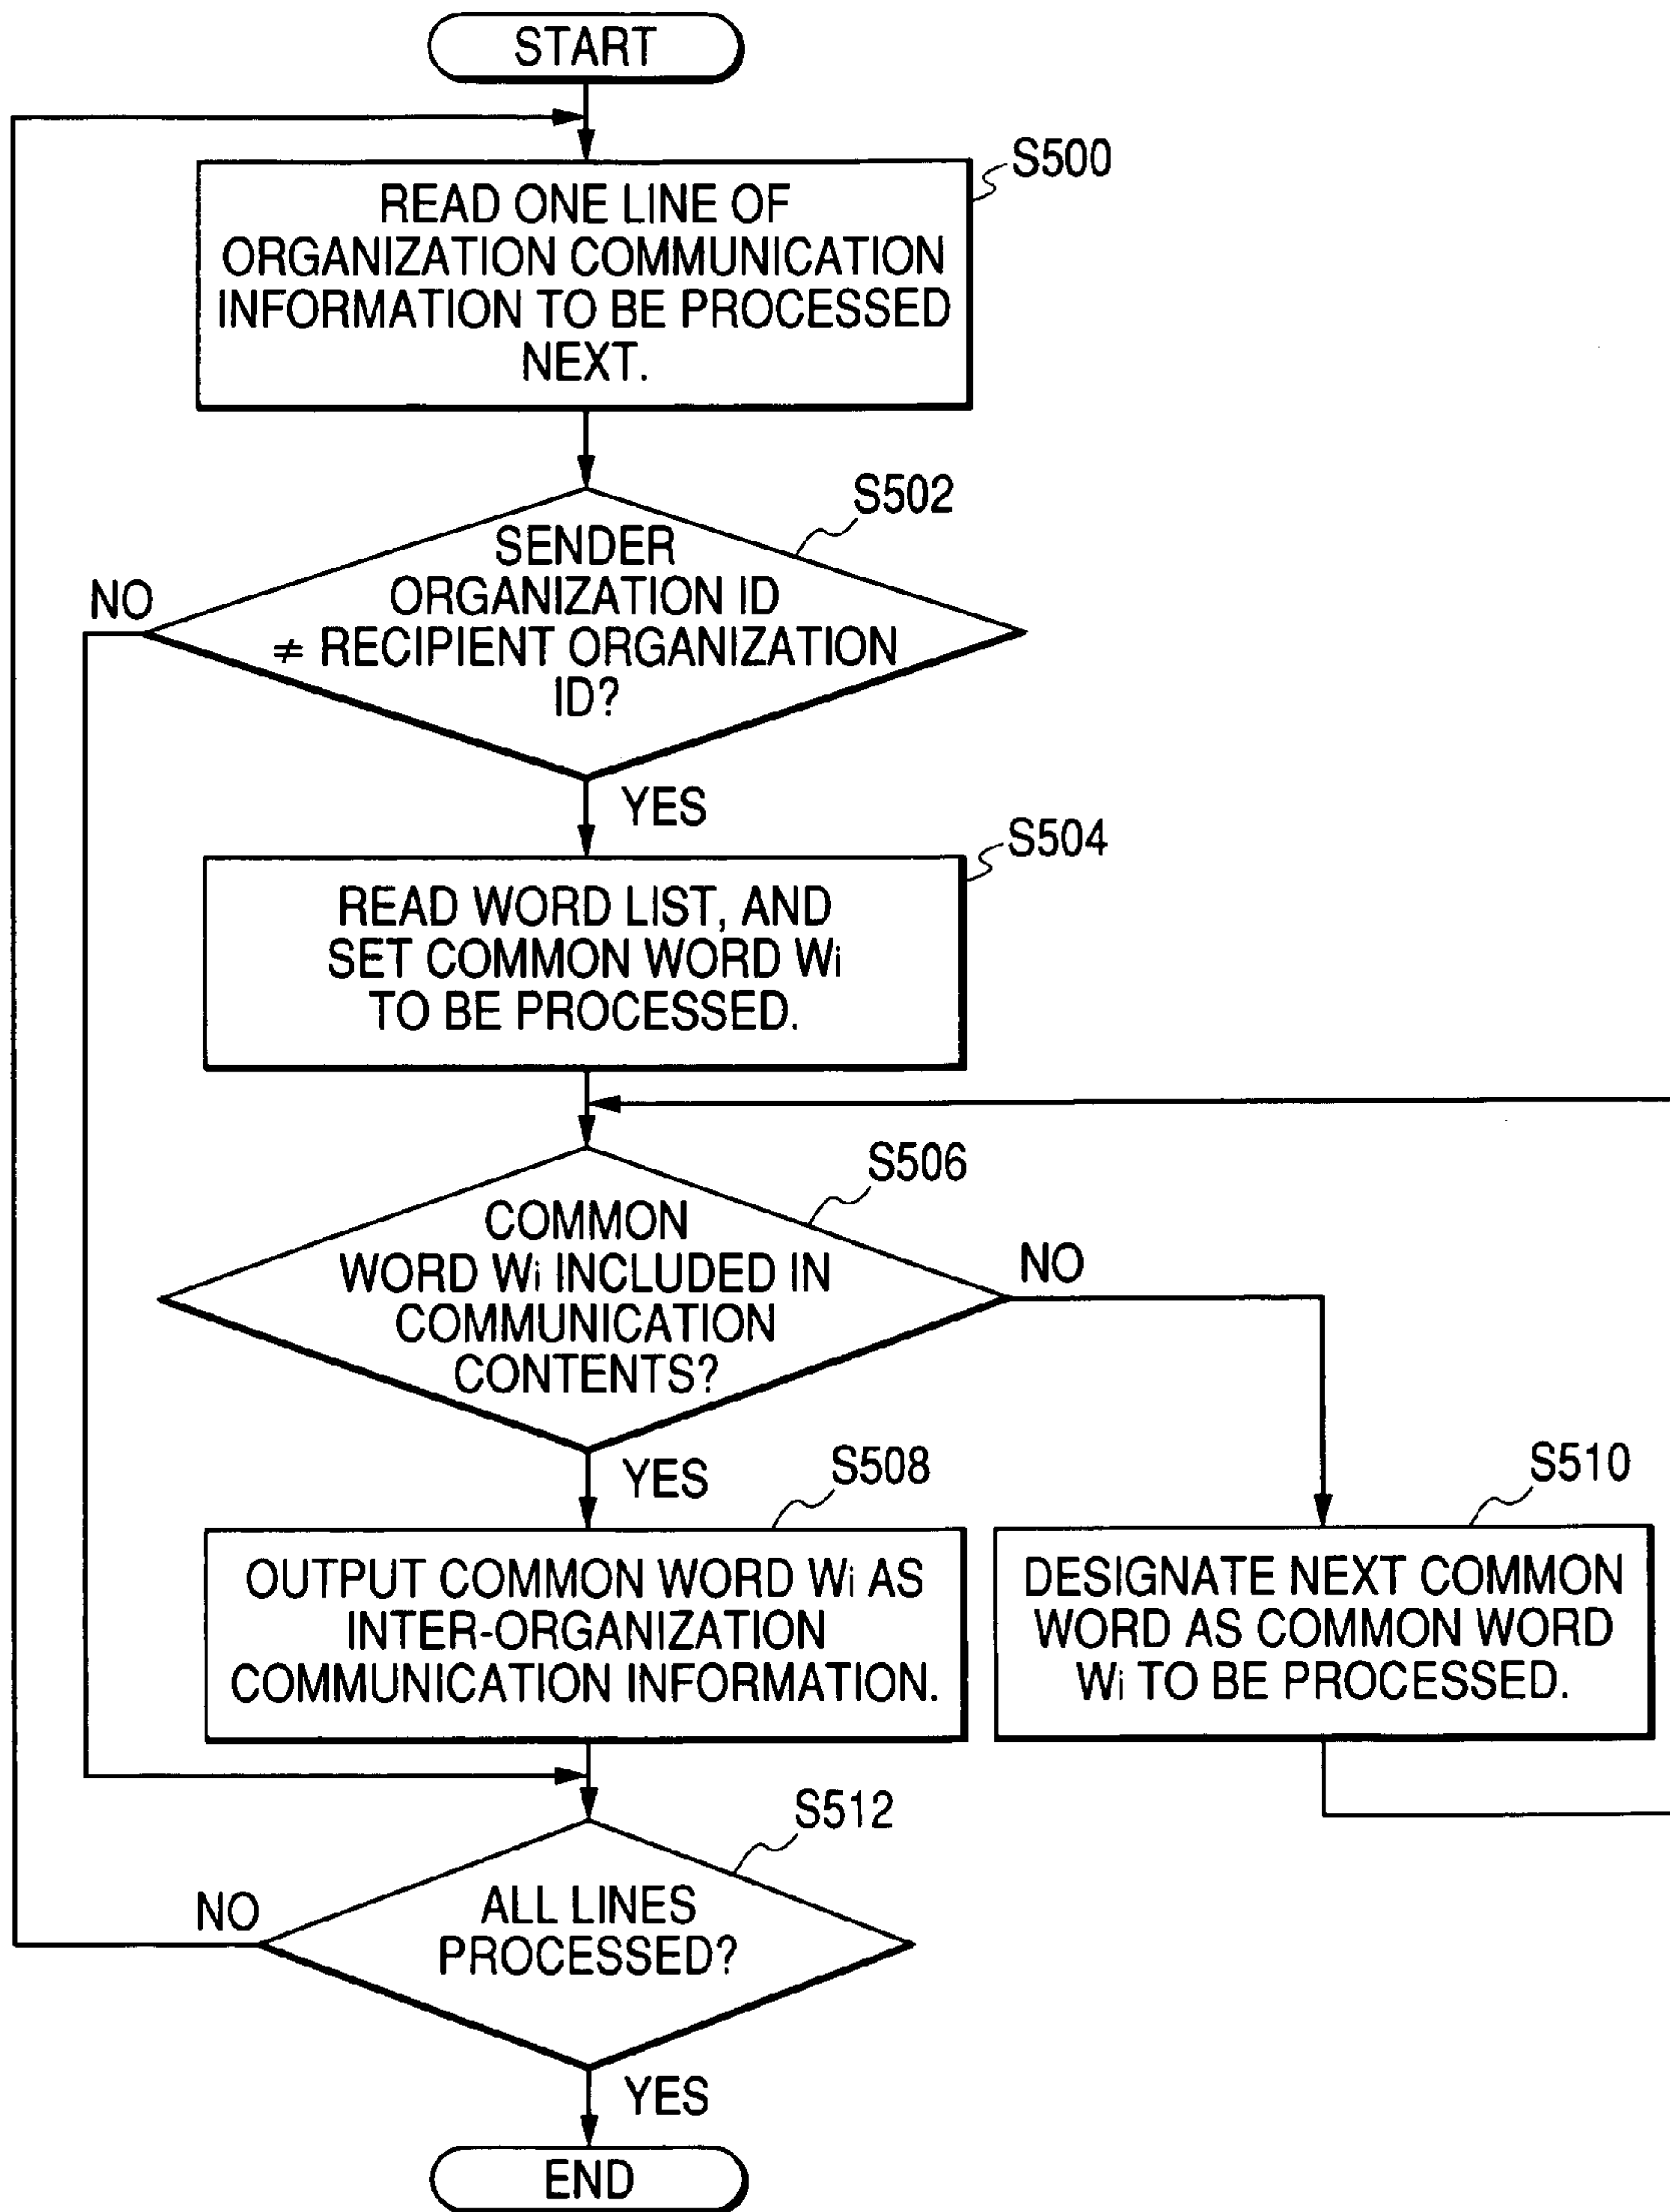 START
S500
READ ONE LINE OF
ORGANIZATION COMMUNICATION
INFORMATION TO BE PROCESSED
NEXT.
S502
SENDER
ORGANIZATION ID
≠ RECIPIENT ORGANIZATION
ID?
NO
YES
S504
READ WORD LIST, AND
SET COMMON WORD Wi
TO BE PROCESSED.
S506
COMMON
WORD Wi INCLUDED IN
COMMUNICATION
CONTENTS?
NO
YES
S508
OUTPUT COMMON WORD Wi AS
INTER-ORGANIZATION
COMMUNICATION INFORMATION.
S510
DESIGNATE NEXT COMMON
WORD AS COMMON WORD
Wi TO BE PROCESSED.
S512
ALL LINES
PROCESSED?
NO
YES
END